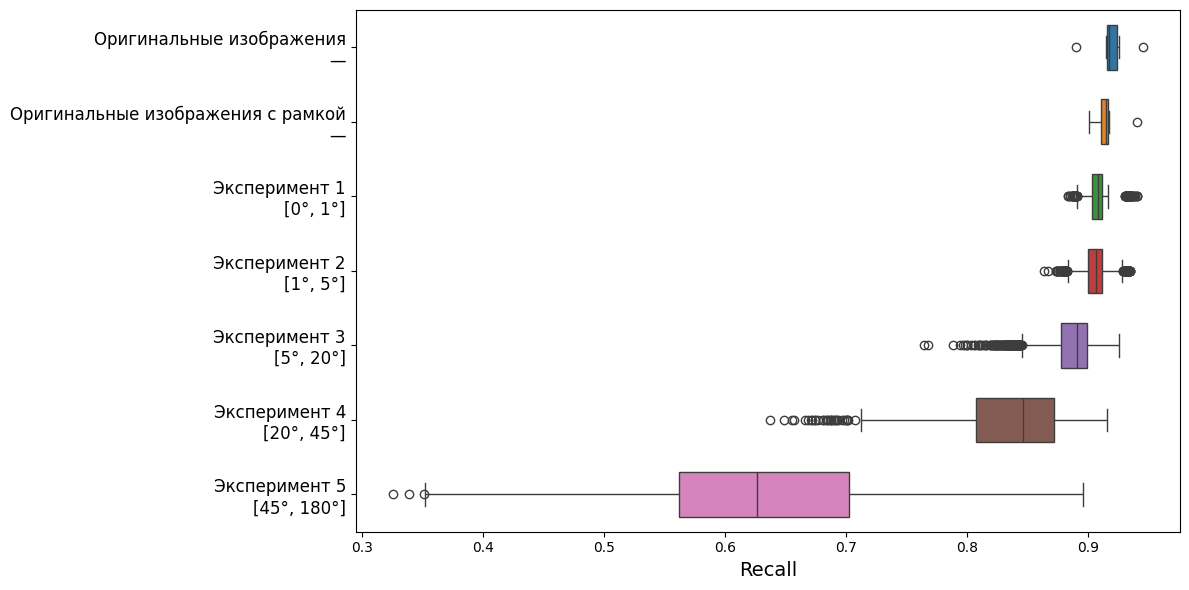 Оригинальные изображения
—
Оригинальные изображения с рамкой
—
Эксперимент 1
[0°, 1°]
Эксперимент 2
[1°, 5°]
Эксперимент 3
[5°, 20°]
Эксперимент 4
[20°, 45°]
Эксперимент 5
[45°, 180°]
0.3 0.4 0.5 0.6 0.7 0.8 0.9
Recall